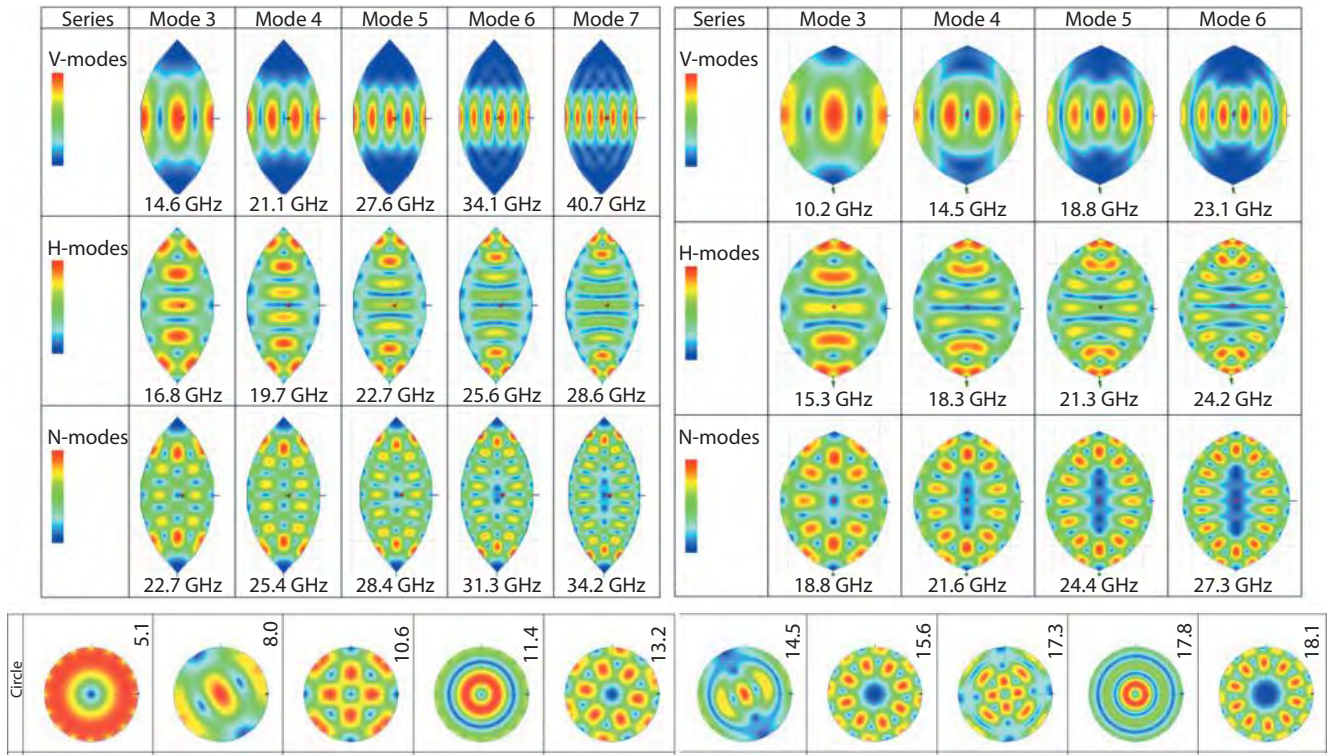 Series Mode 3 Mode 4 Mode 5 Mode 6 Mode 7
V-modes
14.6 GHz 21.1 GHz 27.6 GHz 34.1 GHz 40.7 GHz
H-modes
16.8 GHz 19.7 GHz 22.7 GHz 25.6 GHz 28.6 GHz
N-modes
22.7 GHz 25.4 GHz 28.4 GHz 31.3 GHz 34.2 GHz
Series Mode 3 Mode 4 Mode 5 Mode 6
V-modes
10.2 GHz 14.5 GHz 18.8 GHz 23.1 GHz
H-modes
15.3 GHz 18.3 GHz 21.3 GHz 24.2 GHz
N-modes
18.8 GHz 21.6 GHz 24.4 GHz 27.3 GHz
Circle 5.1 8.0 10.6 11.4 13.2 14.5 15.6 17.3 17.8 18.1